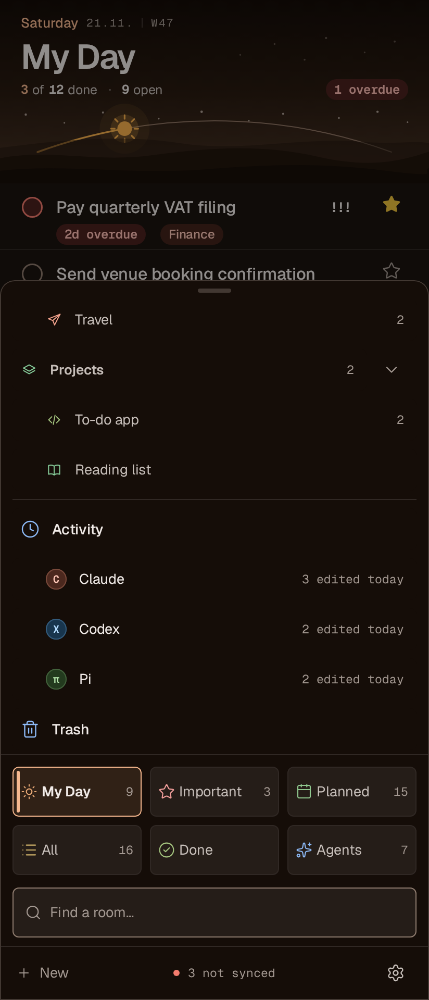 Saturday 21.11. | W47
My Day
3 of 12 done · 9 open
1 overdue
Pay quarterly VAT filing !!!
2d overdue Finance
Send venue booking confirmation
Travel 2
Projects 2
To-do app 2
Reading list
Activity
C Claude 3 edited today
X Codex 2 edited today
π Pi 2 edited today
Trash
My Day 9 Important 3 Planned 15
All 16 Done Agents 7
Find a room…
+ New 3 not synced